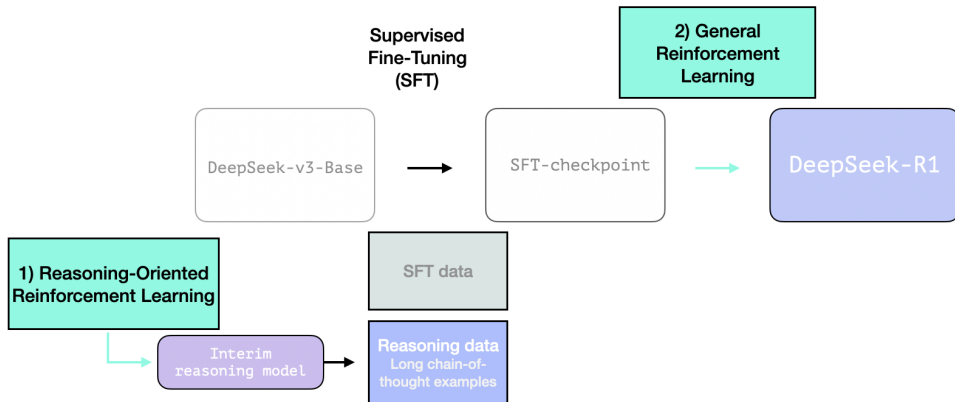 Supervised
Fine-Tuning
(SFT)
2) General
Reinforcement
Learning
DeepSeek-v3-Base
SFT-checkpoint
DeepSeek-R1
1) Reasoning-Oriented
Reinforcement Learning
SFT data
Interim
reasoning model
Reasoning data
Long chain-of-
thought examples